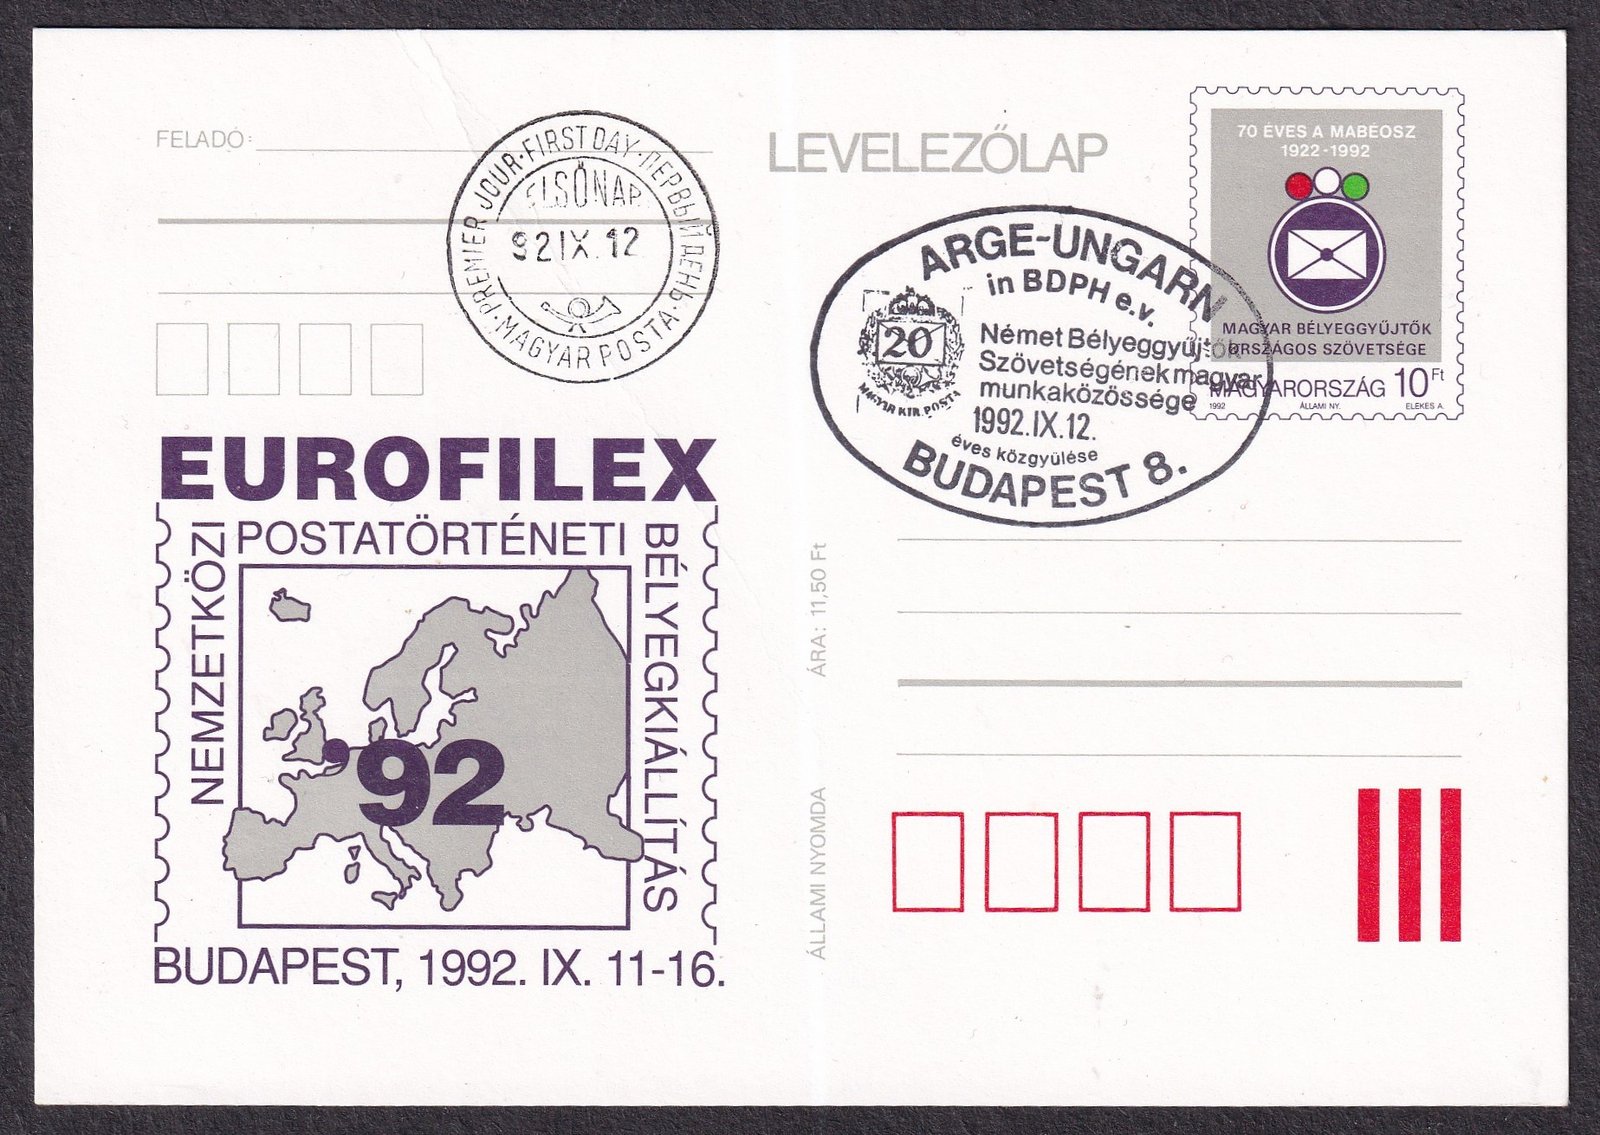 FELADÓ:
PREMIER JOUR·FIRST DAY·ПЕРВЫЙ ДЕНЬ·
ELSŐNAP
92 IX. 12
·MAGYAR POSTA·
LEVELEZŐLAP
70 ÉVES A MABÉOSZ
1922-1992
MAGYAR BÉLYEGGYŰJTŐK
ORSZÁGOS SZÖVETSÉGE
MAGYARORSZÁG 10 Ft
1992 ÁLLAMI NY. ELEKES A.
ARGE-UNGARN
in BDPH e.v.
20
MAGYAR KIR. POSTA
Német Bélyeggyüjtők
Szövetségének magyar
munkaközössége
1992.IX.12.
éves közgyülése
BUDAPEST 8.
EUROFILEX
NEMZETKÖZI
POSTATÖRTÉNETI
BÉLYEGKIÁLLÍTÁS
'92
BUDAPEST, 1992. IX. 11-16.
ÁRA: 11,50 Ft
ÁLLAMI NYOMDA